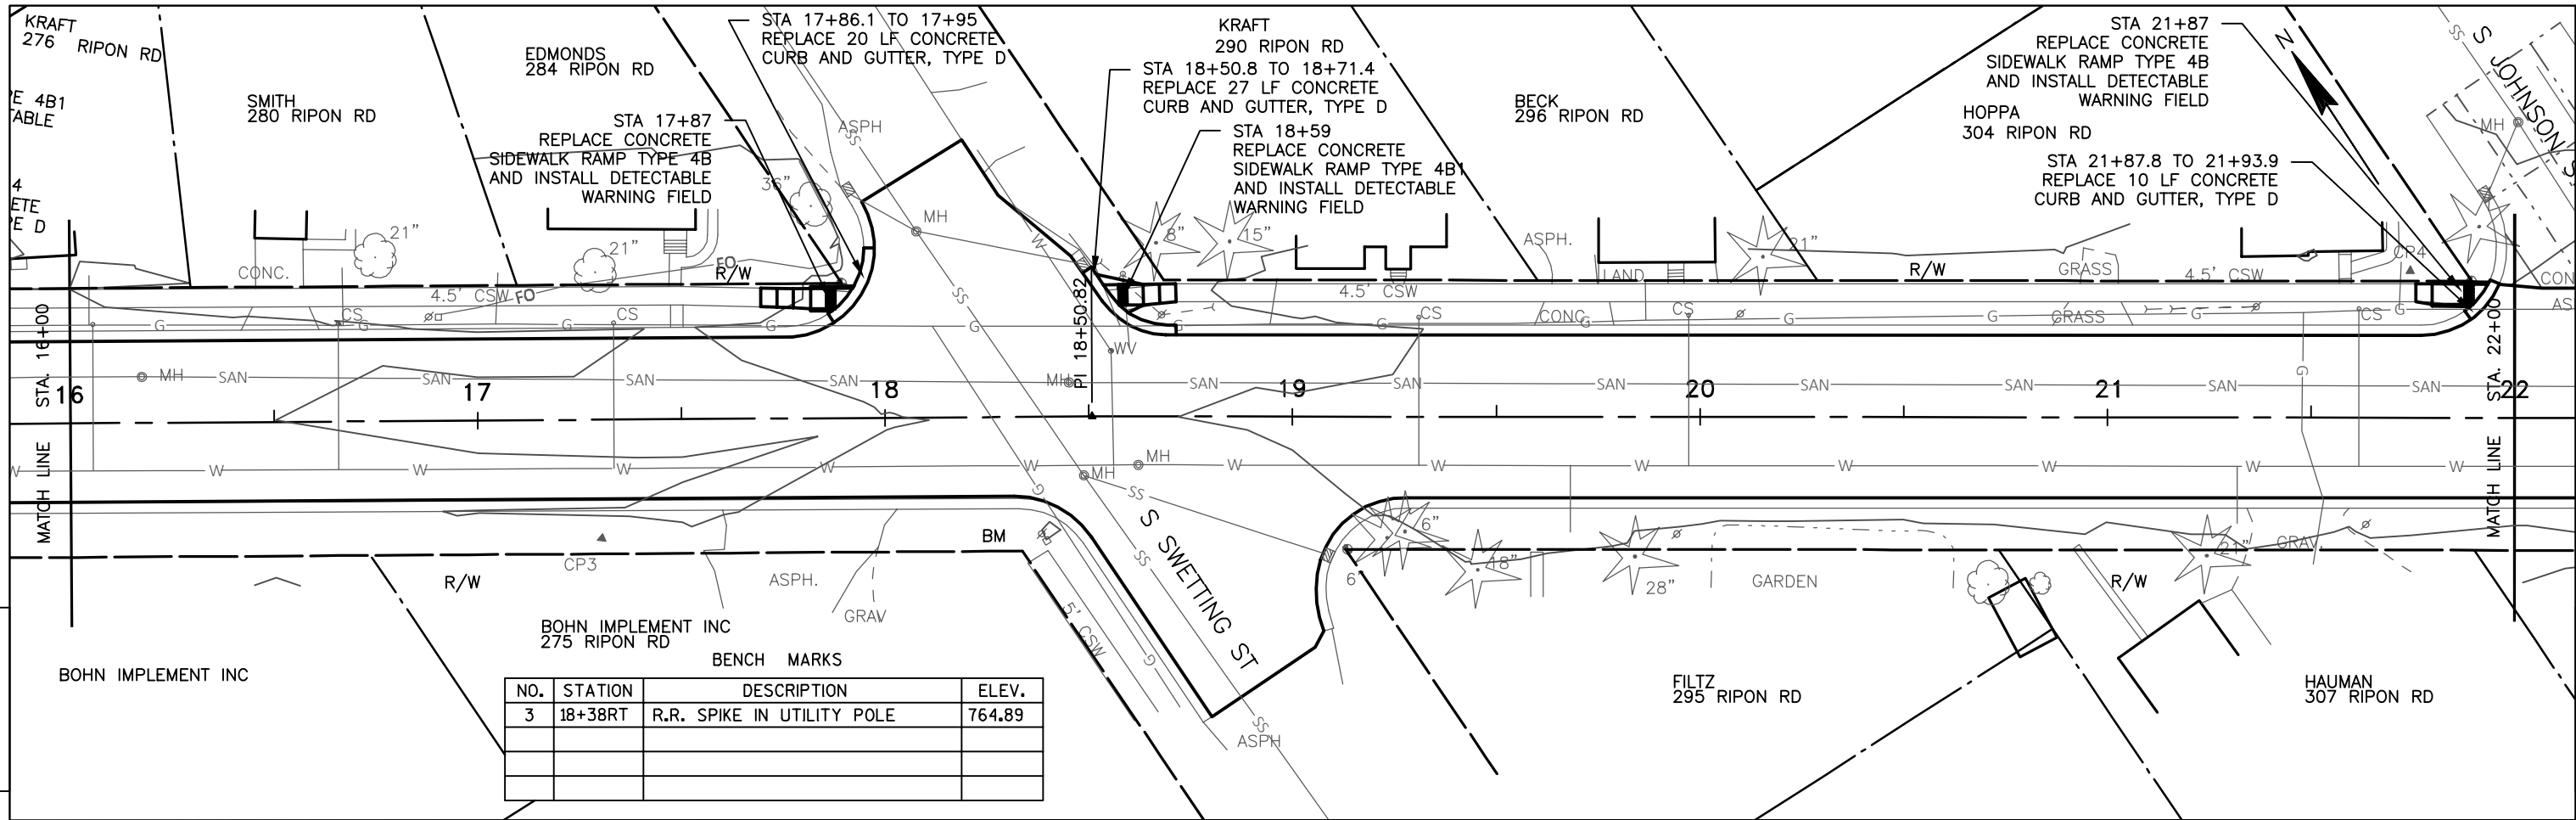 KRAFT
276 RIPON RD
E 4B1
TABLE
4
ETE
E D
SMITH
280 RIPON RD
EDMONDS
284 RIPON RD
STA 17+86.1 TO 17+95
REPLACE 20 LF CONCRETE
CURB AND GUTTER, TYPE D
STA 17+87
REPLACE CONCRETE
SIDEWALK RAMP TYPE 4B
AND INSTALL DETECTABLE
WARNING FIELD
KRAFT
290 RIPON RD
STA 18+50.8 TO 18+71.4
REPLACE 27 LF CONCRETE
CURB AND GUTTER, TYPE D
STA 18+59
REPLACE CONCRETE
SIDEWALK RAMP TYPE 4B1
AND INSTALL DETECTABLE
WARNING FIELD
BECK
296 RIPON RD
STA 21+87
REPLACE CONCRETE
SIDEWALK RAMP TYPE 4B
AND INSTALL DETECTABLE
WARNING FIELD
HOPPA
304 RIPON RD
STA 21+87.8 TO 21+93.9
REPLACE 10 LF CONCRETE
CURB AND GUTTER, TYPE D
N
S JOHNSON S
SS
MH
ASPH
SS
36"
MH
21"
21"
8"
15"
21"
ASPH.
CONC.
FO
R/W
W
LAND
R/W
GRASS
CP4
4.5' CSW
FO
4.5' CSW
4.5' CSW
CON
AS
CS
CS
CS
CS
CS
CONC
GRASS
G G G G G G G G G G G G
SS
WV
PI 18+50.82
STA. 16+00
STA. 22+00
MH
SAN SAN SAN SAN SAN SAN SAN SAN SAN SAN SAN
MH
16 17 18 19 20 21 22
MATCH LINE
MATCH LINE
W W W W W W W W W W W W W
MH
MH
SS
G
SS
S SWETTING ST
BM
CP3
R/W
ASPH.
GRAV
5' CSW
G
6"
6"
18"
28"
GARDEN
21"
GRAV
R/W
BOHN IMPLEMENT INC
275 RIPON RD
BOHN IMPLEMENT INC
FILTZ
295 RIPON RD
HAUMAN
307 RIPON RD
SS
ASPH
BENCH MARKS
NO. STATION DESCRIPTION ELEV.
3 18+38RT R.R. SPIKE IN UTILITY POLE 764.89